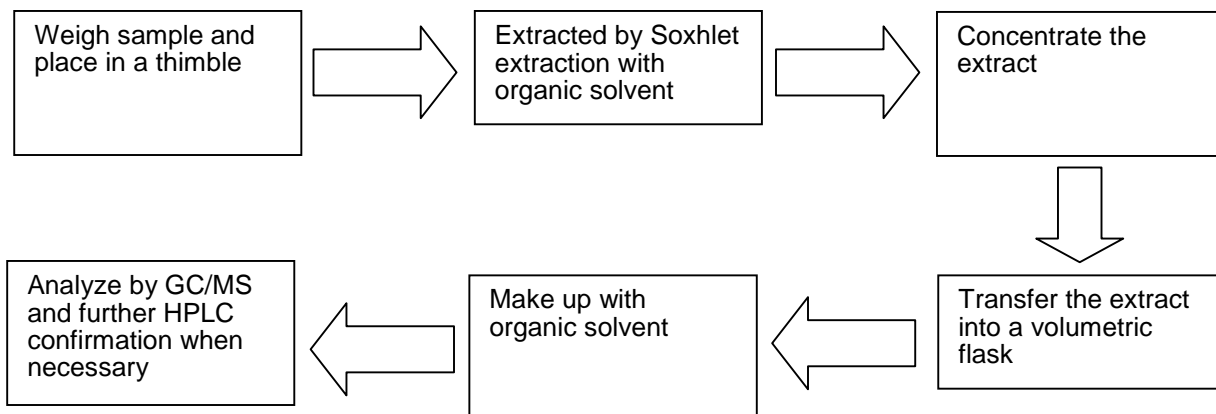 Weigh sample and
place in a thimble
Extracted by Soxhlet
extraction with
organic solvent
Concentrate the
extract
Transfer the extract
into a volumetric
flask
Make up with
organic solvent
Analyze by GC/MS
and further HPLC
confirmation when
necessary